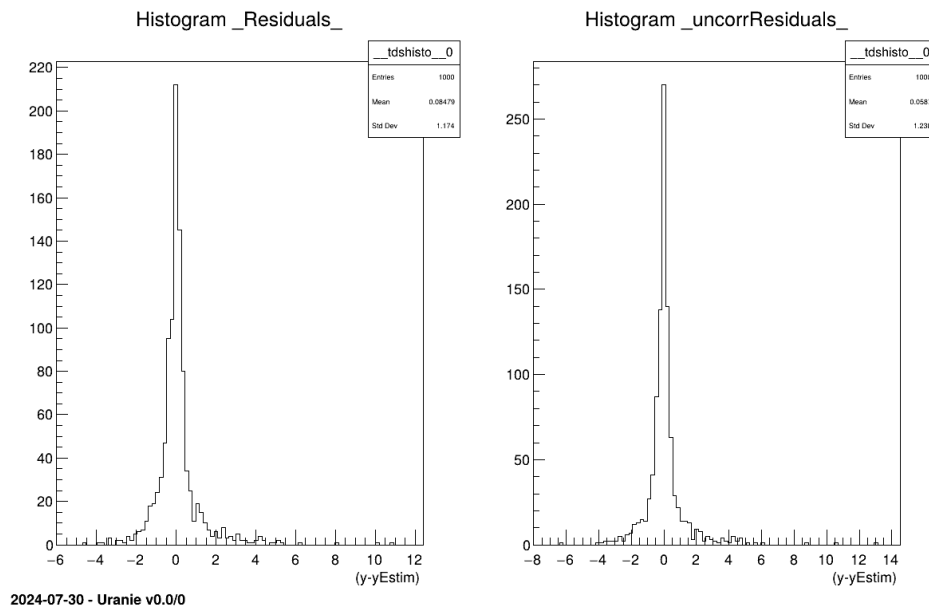 Histogram _Residuals_
__tdshisto__0
Entries 1000
Mean 0.08479
Std Dev 1.174
220
200
180
160
140
120
100
80
60
40
20
0
−6 −4 −2 0 2 4 6 8 10 12
(y-yEstim)
Histogram _uncorrResiduals_
__tdshisto__0
Entries
Mean
Std Dev
250
200
150
100
50
0
−8 −6 −4 −2 0 2 4 6 8 10 12 14
(y-yEstim)
2024-07-30 - Uranie v0.0/0